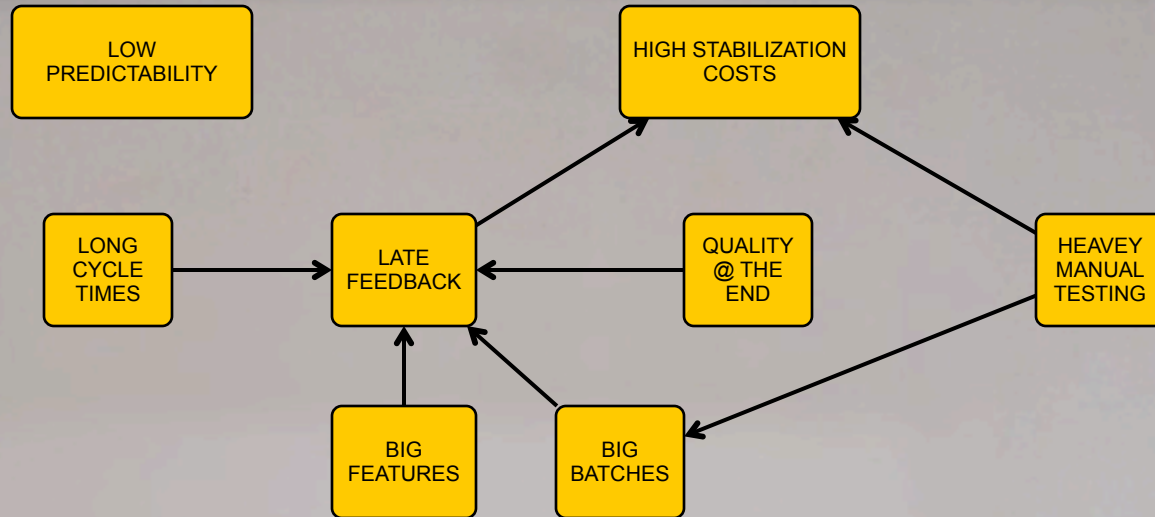 LOW
PREDICTABILITY
HIGH STABILIZATION
COSTS
LONG
CYCLE
TIMES
LATE
FEEDBACK
QUALITY
@ THE
END
HEAVEY
MANUAL
TESTING
BIG
FEATURES
BIG
BATCHES